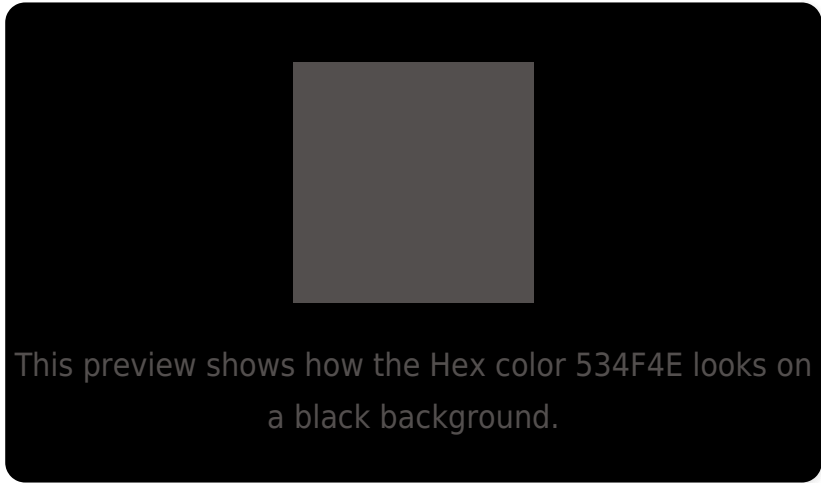 This preview shows how the Hex color 534F4E looks on
a black background.